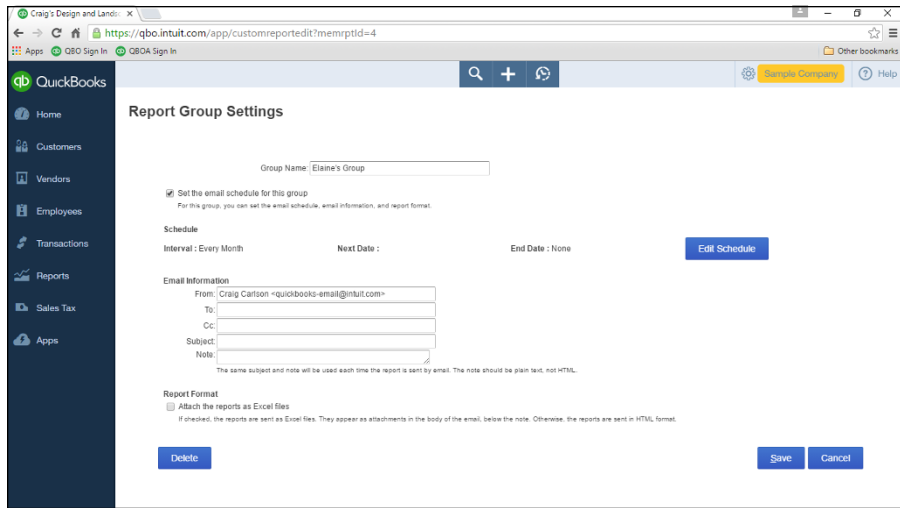 Craig's Design and Lands
https://qbo.intuit.com/app/customreportedit?memrptId=4
Apps QBO Sign In QBOA Sign In Other bookmarks
qb QuickBooks
Sample Company ? Help
Home
Customers
Vendors
Employees
Transactions
Reports
Sales Tax
Apps
Report Group Settings
Group Name: Elaine's Group
Set the email schedule for this group
For this group, you can set the email schedule, email information, and report format.
Schedule
Interval : Every Month Next Date : End Date : None Edit Schedule
Email Information
From: Craig Carlson <quickbooks-email@intuit.com>
To:
Cc:
Subject:
Note:
The same subject and note will be used each time the report is sent by email. The note should be plain text, not HTML.
Report Format
Attach the reports as Excel files
If checked, the reports are sent as Excel files. They appear as attachments in the body of the email, below the note. Otherwise, the reports are sent in HTML format.
Delete Save Cancel